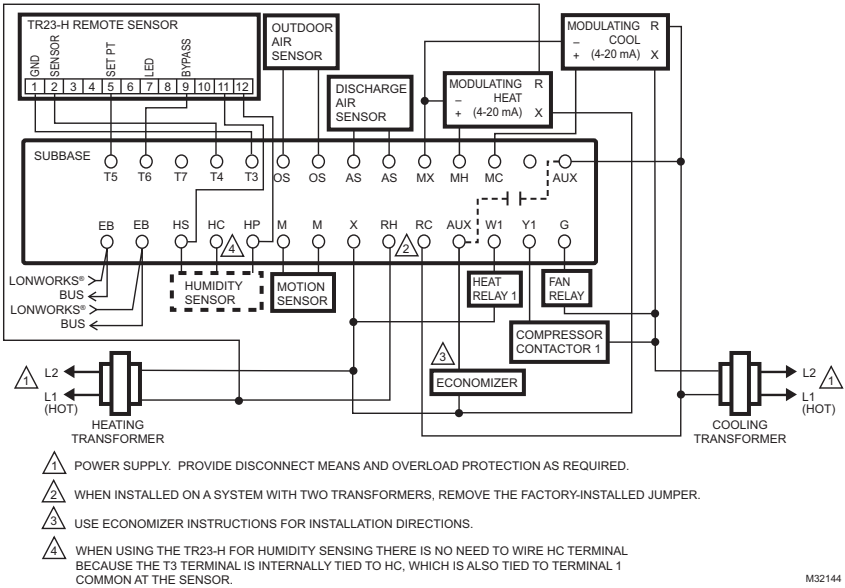 TR23-H REMOTE SENSOR
GND
SENSOR
SET PT
LED
BYPASS
1 2 3 4 5 6 7 8 9 10 11 12
OUTDOOR
AIR
SENSOR
DISCHARGE
AIR
SENSOR
MODULATING R
– HEAT
+ (4-20 mA) X
MODULATING R
– COOL
+ (4-20 mA) X
SUBBASE
T5 T6 T7 T4 T3 OS OS AS AS MX MH MC AUX
EB EB HS HC HP M M X RH RC AUX W1 Y1 G
4
2
LONWORKS®
BUS
LONWORKS®
BUS
HUMIDITY
SENSOR
MOTION
SENSOR
HEAT
RELAY 1
FAN
RELAY
COMPRESSOR
CONTACTOR 1
3
ECONOMIZER
1
L2
L1
(HOT)
HEATING
TRANSFORMER
L2
1
L1
(HOT)
COOLING
TRANSFORMER
1 POWER SUPPLY. PROVIDE DISCONNECT MEANS AND OVERLOAD PROTECTION AS REQUIRED.
2 WHEN INSTALLED ON A SYSTEM WITH TWO TRANSFORMERS, REMOVE THE FACTORY-INSTALLED JUMPER.
3 USE ECONOMIZER INSTRUCTIONS FOR INSTALLATION DIRECTIONS.
4 WHEN USING THE TR23-H FOR HUMIDITY SENSING THERE IS NO NEED TO WIRE HC TERMINAL
BECAUSE THE T3 TERMINAL IS INTERNALLY TIED TO HC, WHICH IS ALSO TIED TO TERMINAL 1
COMMON AT THE SENSOR.
M32144